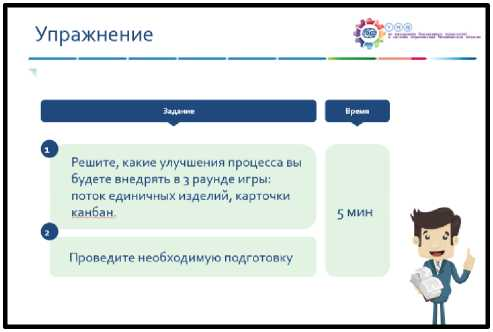 Упражнение
Задание
Время
1
Решите, какие улучшения процесса вы
будете внедрять в 3 раунде игры:
поток единичных изделий, карточки
канбан.
5 мин
2
Проведите необходимую подготовку